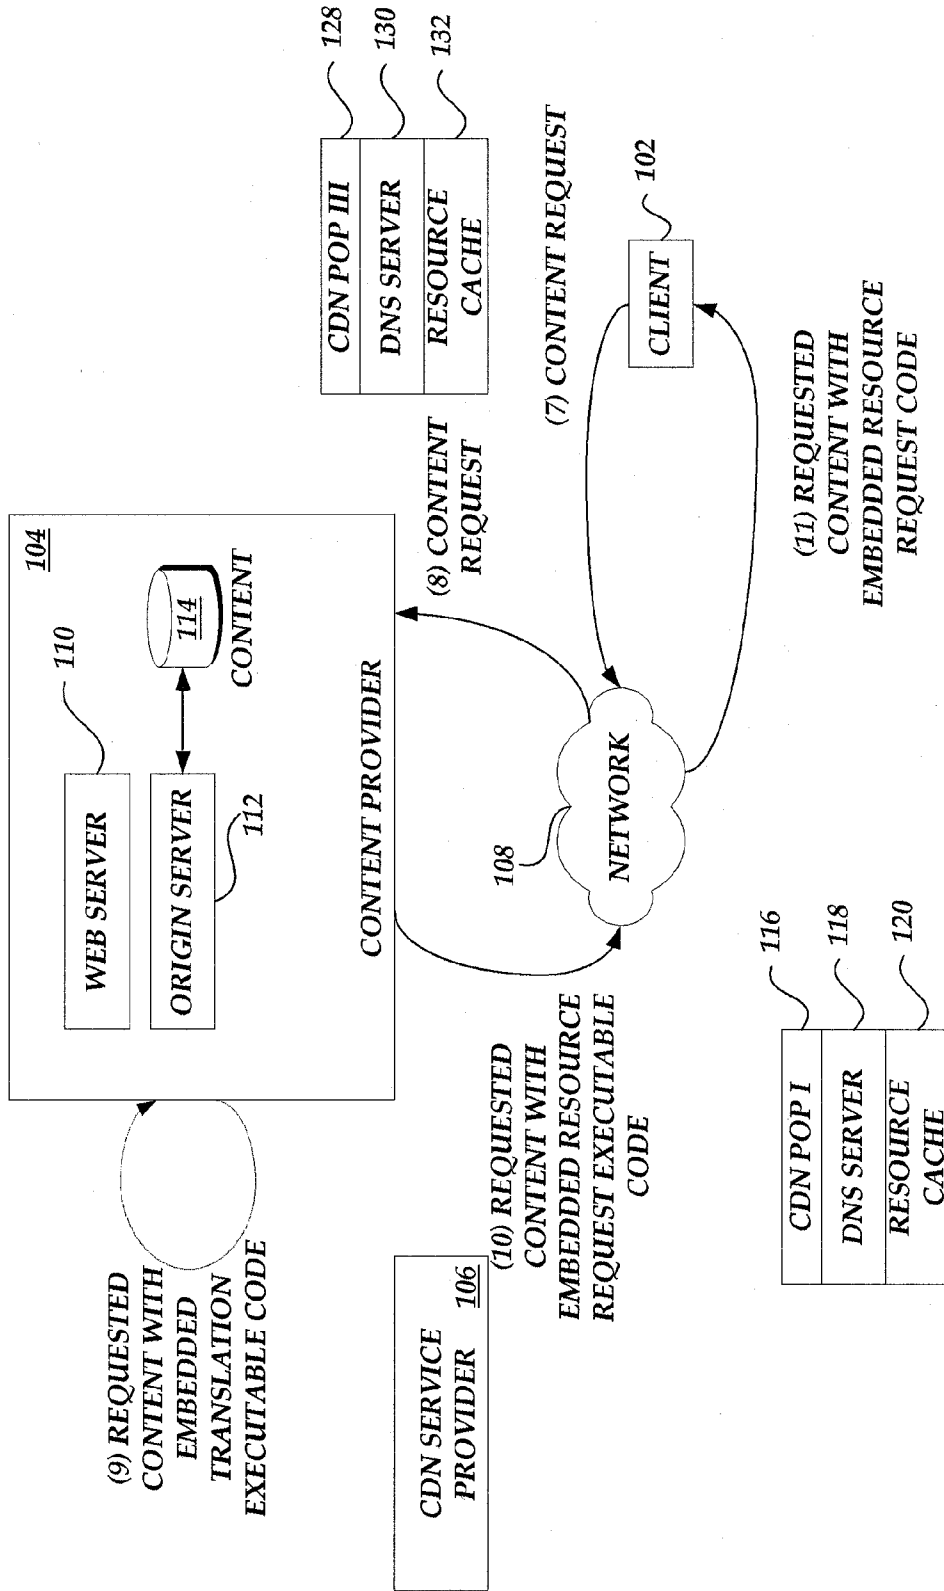 (9) REQUESTED
CONTENT WITH
EMBEDDED
TRANSLATION
EXECUTABLE CODE
WEB SERVER
110
104
ORIGIN SERVER
112
114
CONTENT
CONTENT PROVIDER
CDN SERVICE
PROVIDER
106
(10) REQUESTED
CONTENT WITH
EMBEDDED RESOURCE
REQUEST EXECUTABLE
CODE
(8) CONTENT
REQUEST
CDN POP III
128
DNS SERVER
130
RESOURCE
CACHE
132
108
NETWORK
(7) CONTENT REQUEST
CLIENT
102
CDN POP I
116
DNS SERVER
118
RESOURCE
CACHE
120
(11) REQUESTED
CONTENT WITH
EMBEDDED RESOURCE
REQUEST CODE